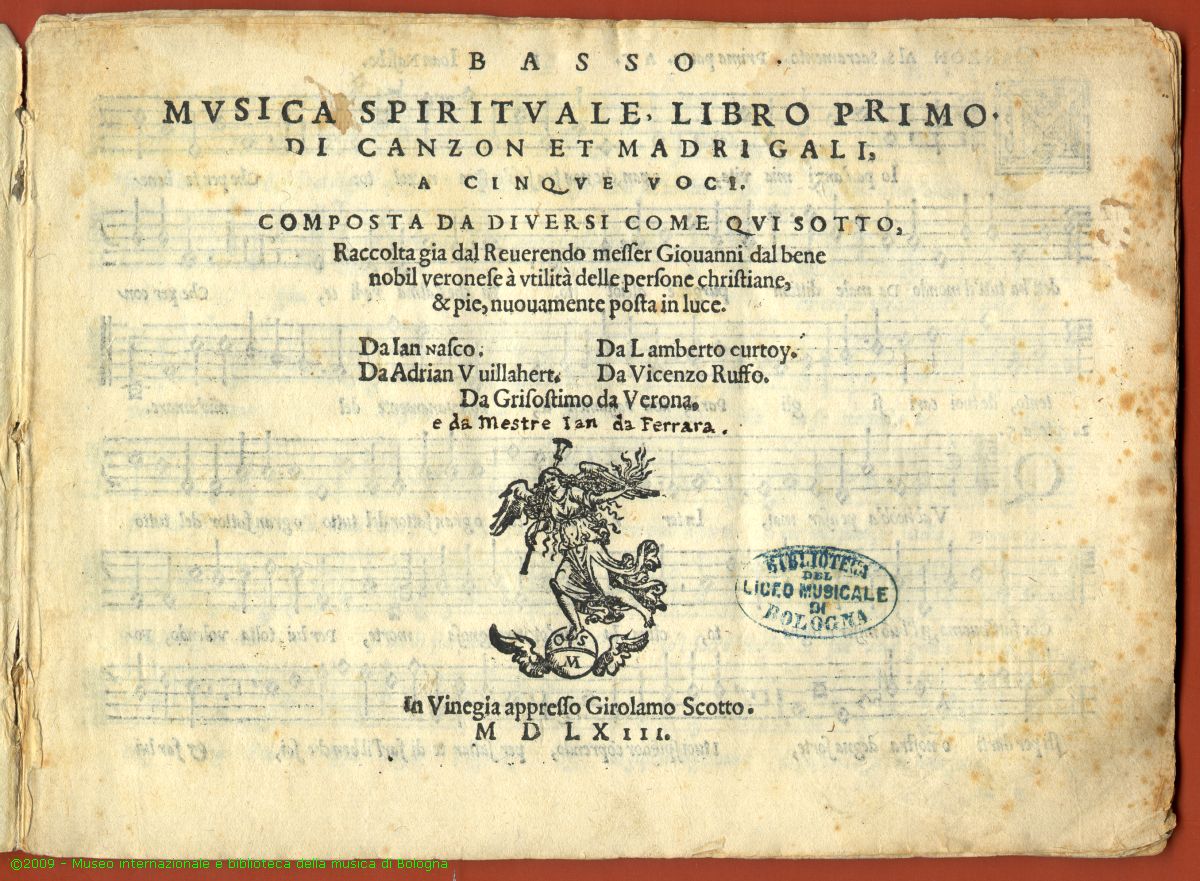 BASSO.
MVSICA SPIRITVALE, LIBRO PRIMO.
DI CANZON ET MADRIGALI,
A CINQVE VOCI.
COMPOSTA DA DIVERSI COME QVI SOTTO,
Raccolta gia dal Reuerendo messer Giouanni dal bene
nobil veronese à vtilità delle persone christiane,
& pie, nuouamente posta in luce.
Da Ian Nasco. Da Lamberto curtoy.
Da Adrian Vuillahert. Da Vicenzo Ruffo.
Da Grisostimo da Verona.
e da Mestre Ian da Ferrara.
O S
M
BIBLIOTECA
DEL
LICEO MUSICALE
DI
BOLOGNA
In Vinegia appresso Girolamo Scotto.
M D LXIII.
©2009 - Museo internazionale e biblioteca della musica di Bologna